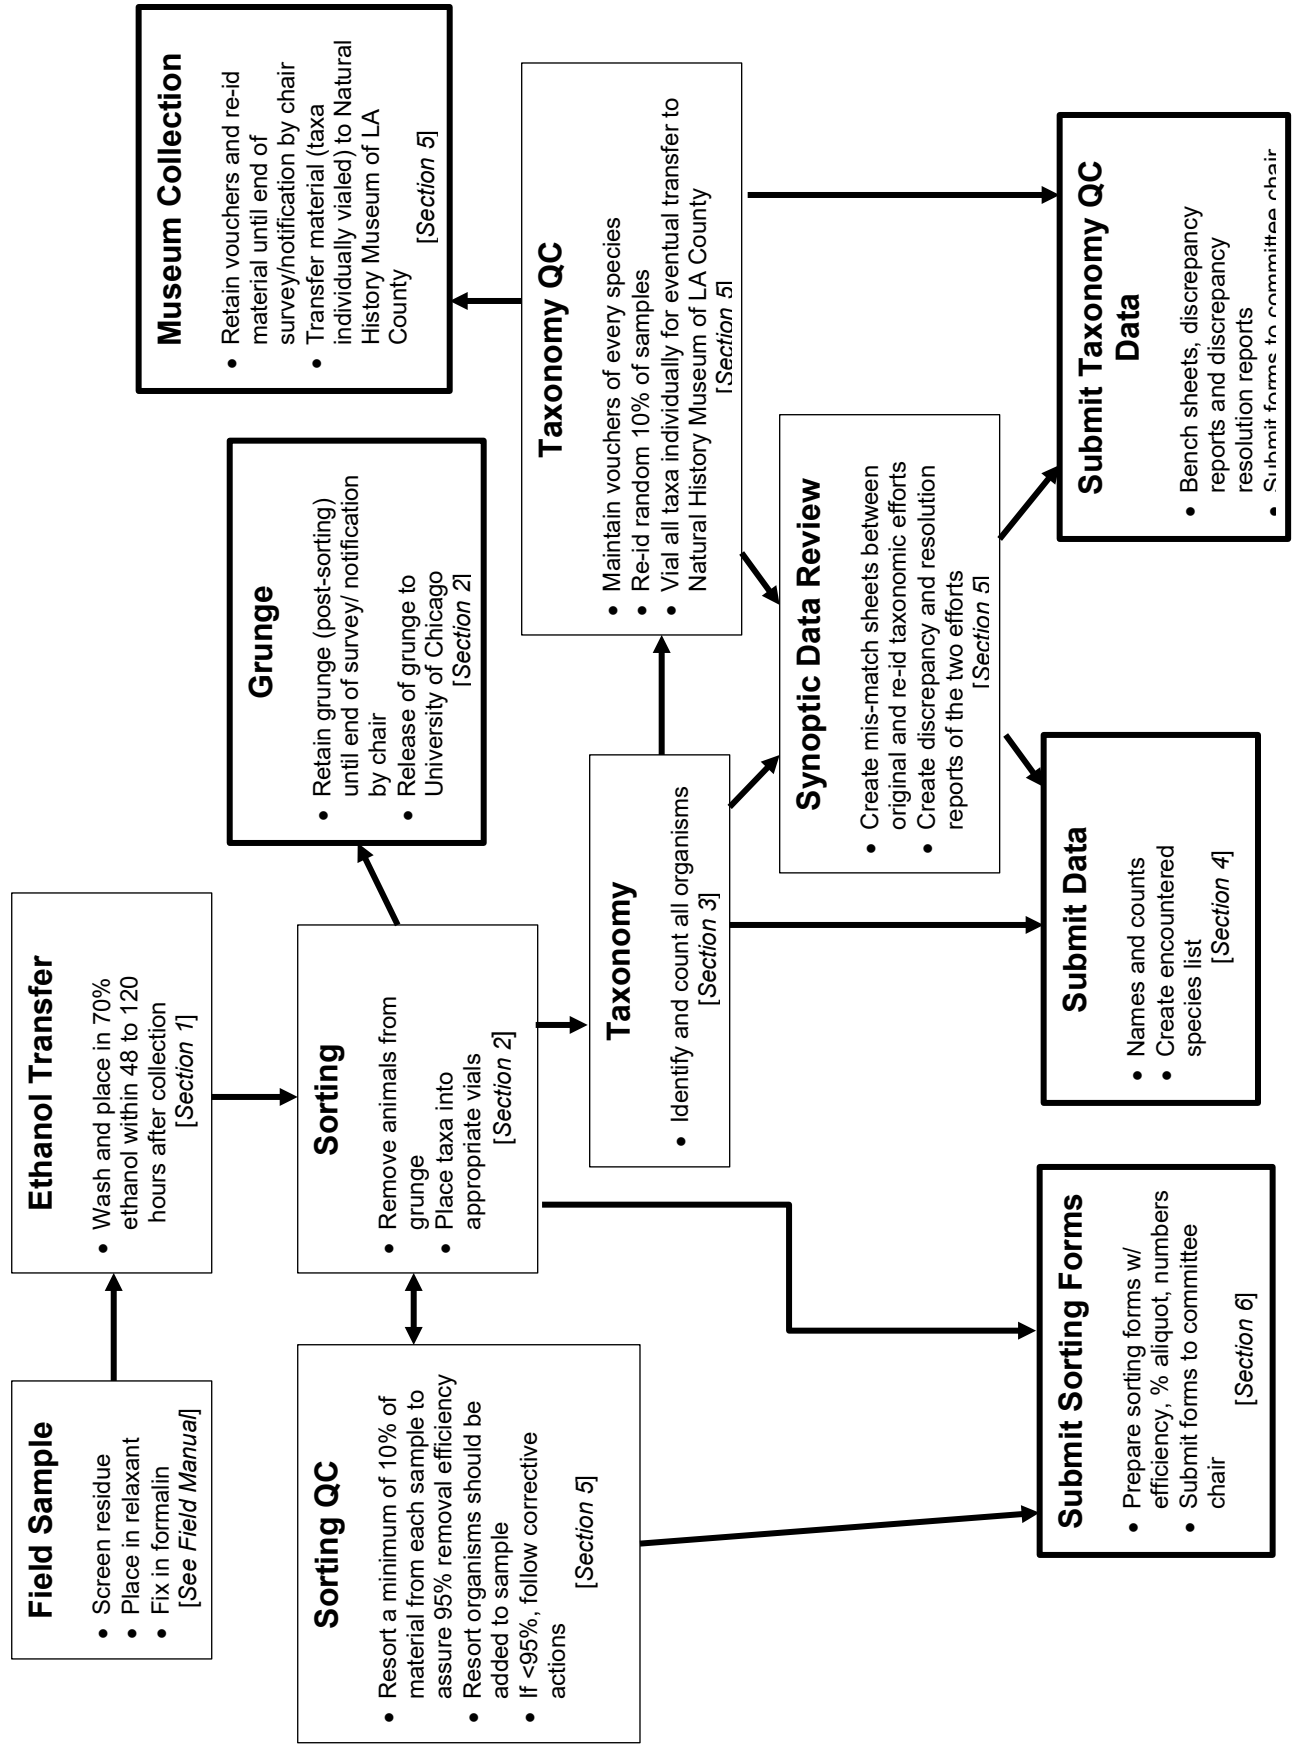 Field Sample
• Screen residue
• Place in relaxant
• Fix in formalin
[See Field Manual]
Ethanol Transfer
• Wash and place in 70%
ethanol within 48 to 120
hours after collection
[Section 1]
Sorting QC
• Resort a minimum of 10% of
material from each sample to
assure 95% removal efficiency
• Resort organisms should be
added to sample
• If <95%, follow corrective
actions
[Section 5]
Sorting
• Remove animals from
grunge
• Place taxa into
appropriate vials
[Section 2]
Grunge
• Retain grunge (post-sorting)
until end of survey/ notification
by chair
• Release of grunge to
University of Chicago
[Section 2]
Museum Collection
• Retain vouchers and re-id
material until end of
survey/notification by chair
• Transfer material (taxa
individually vialed) to Natural
History Museum of LA
County
[Section 5]
Taxonomy
• Identify and count all organisms
[Section 3]
Taxonomy QC
• Maintain vouchers of every species
• Re-id random 10% of samples
• Vial all taxa individually for eventual transfer to
Natural History Museum of LA County
[Section 5]
Synoptic Data Review
• Create mis-match sheets between
original and re-id taxonomic efforts
• Create discrepancy and resolution
reports of the two efforts
[Section 5]
Submit Sorting Forms
• Prepare sorting forms w/
efficiency, % aliquot, numbers
• Submit forms to committee
chair
[Section 6]
Submit Data
• Names and counts
• Create encountered
species list
[Section 4]
Submit Taxonomy QC
Data
• Bench sheets, discrepancy
reports and discrepancy
resolution reports
• Submit forms to committee chair